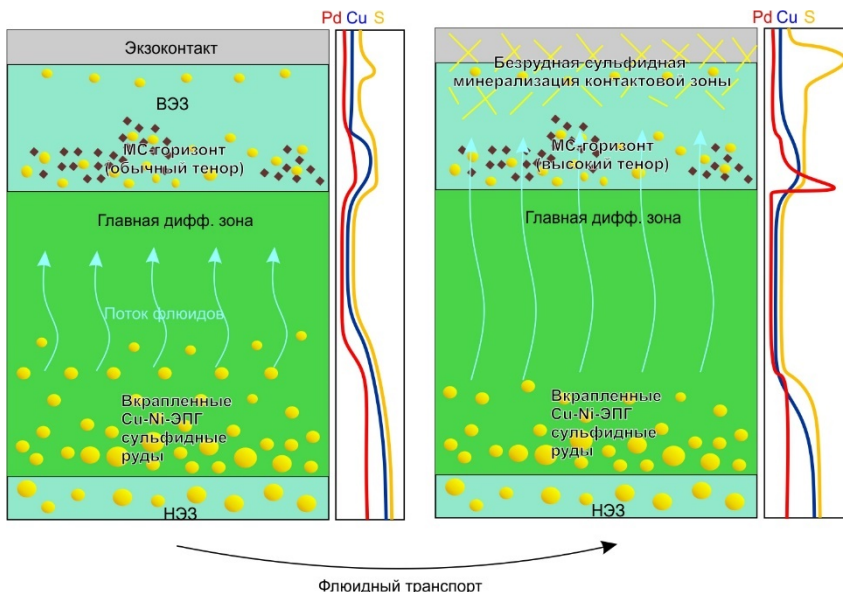 Pd Cu S
Экзоконтакт
ВЭЗ
МС-горизонт
(обычный тенор)
Главная дифф. зона
Поток флюидов
Вкрапленные
Cu-Ni-ЭПГ
сульфидные
руды
НЭЗ
Pd Cu S
Безрудная сульфидная
минерализация контактовой зоны
МС-горизонт
(высокий тенор)
Главная дифф. зона
Вкрапленные
Cu-Ni-ЭПГ
сульфидные
руды
НЭЗ
Флюидный транспорт